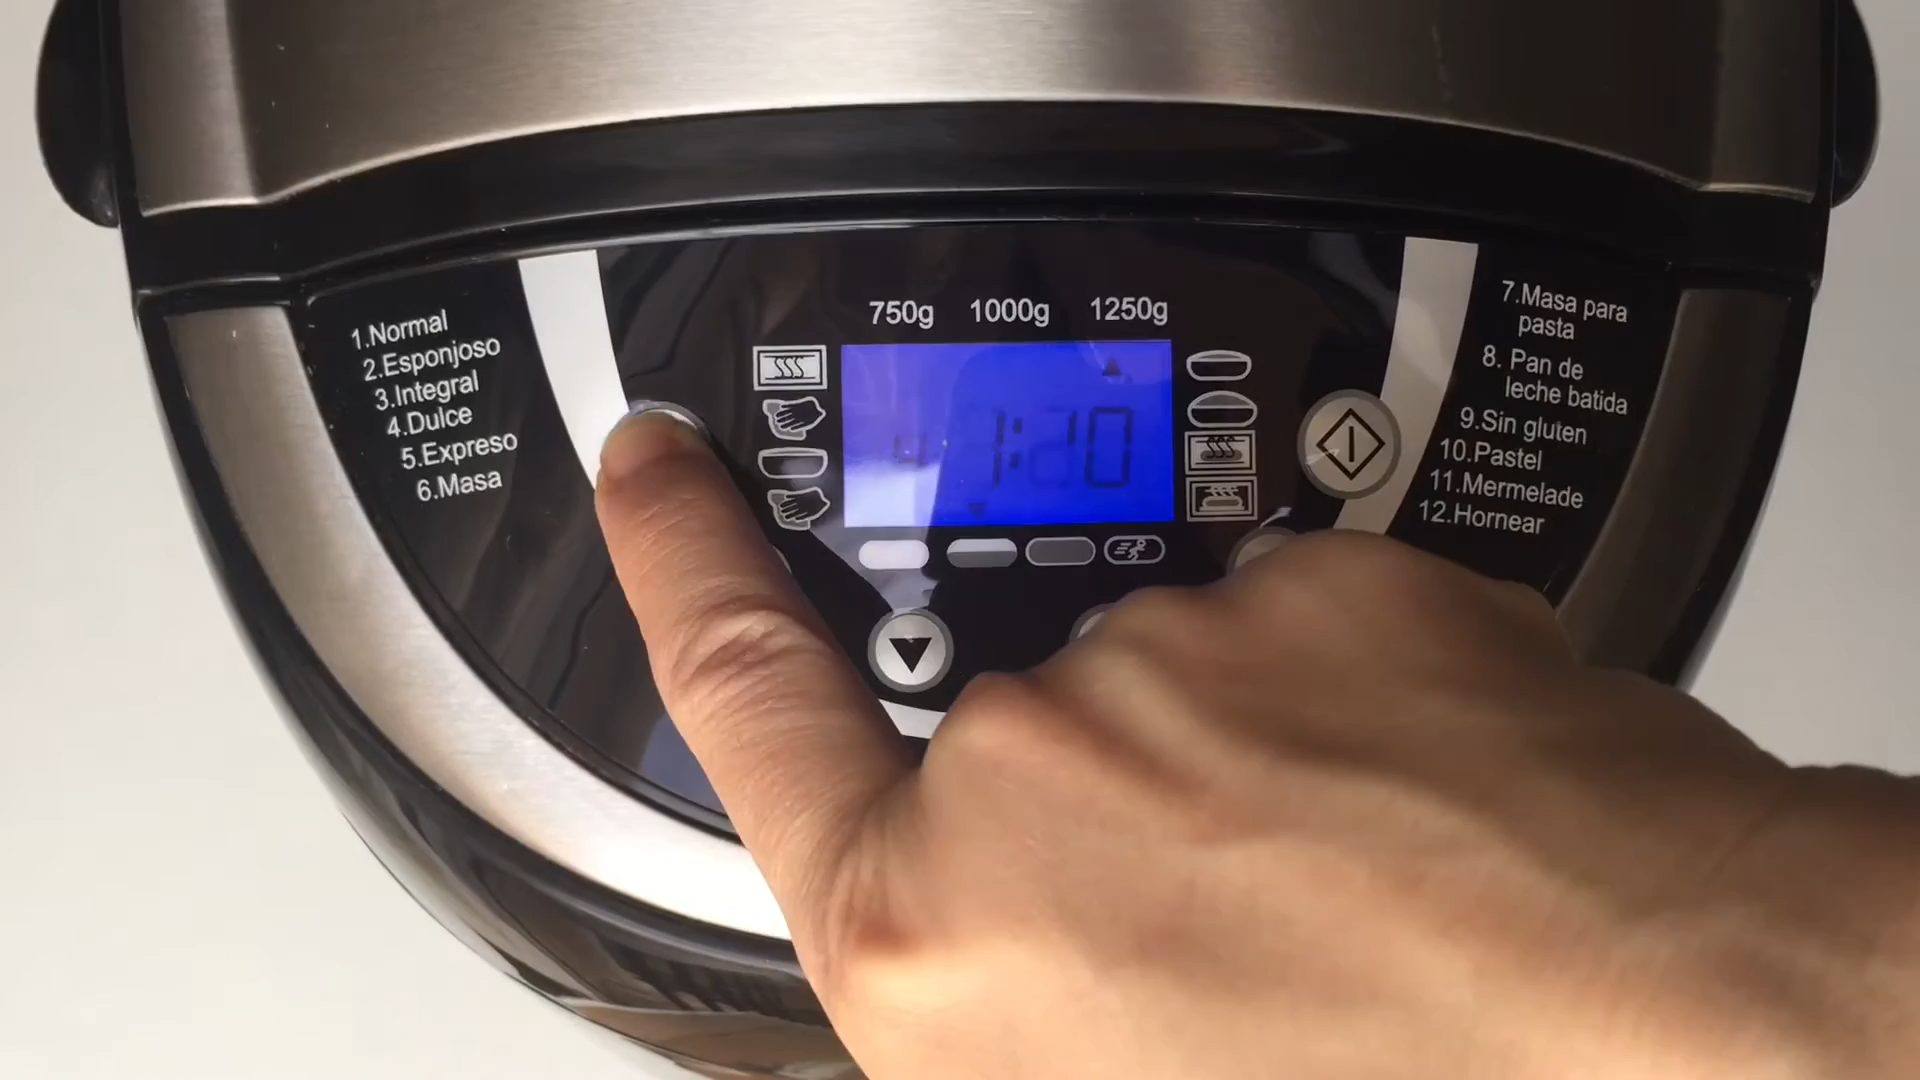 1.Normal
2.Esponjoso
3.Integral
4.Dulce
5.Expreso
6.Masa
750g 1000g 1250g
1:20
7.Masa para
pasta
8. Pan de
leche batida
9.Sin gluten
10.Pastel
11.Mermelade
12.Hornear